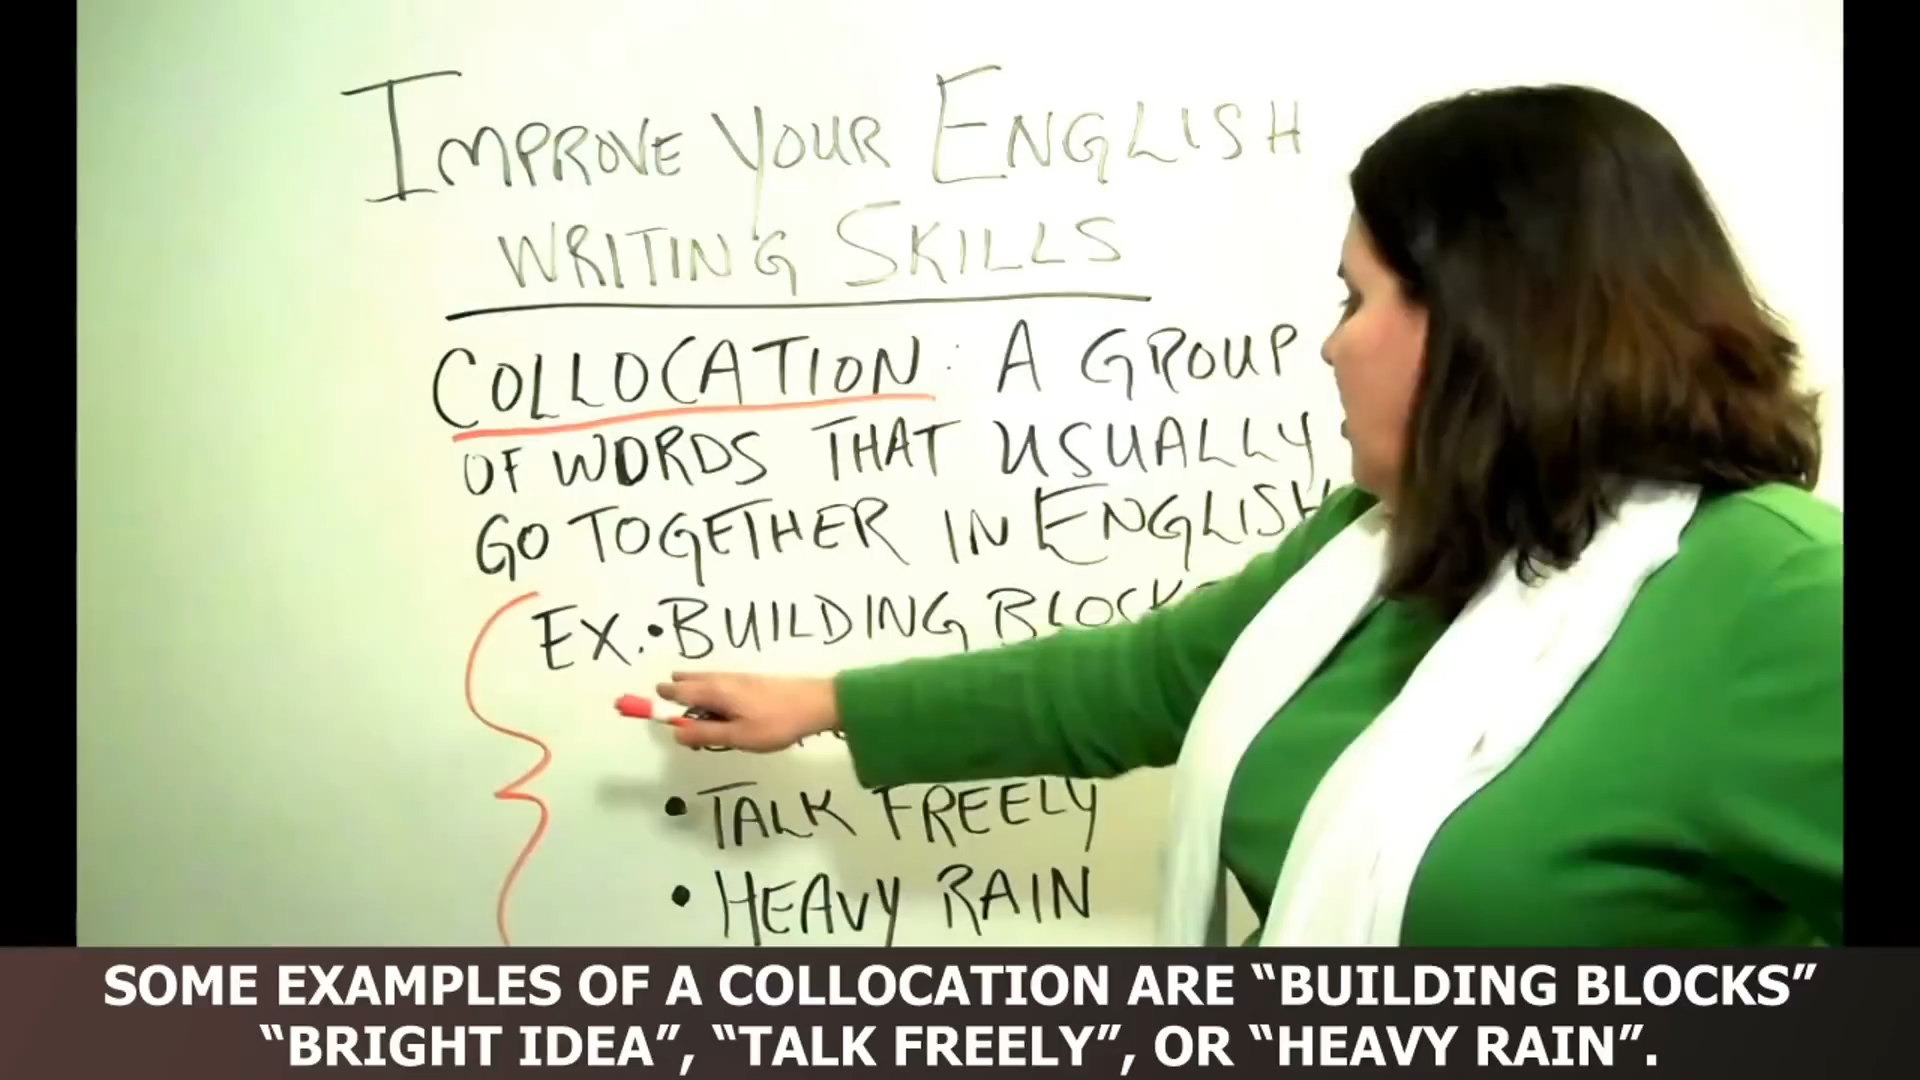 IMPROVE YOUR ENGLISH
WRITING SKILLS
COLLOCATION: A GROUP
OF WORDS THAT USUALLY
GO TOGETHER IN ENGLISH
EX.•BUILDING BLOCKS
• TALK FREELY
• HEAVY RAIN
SOME EXAMPLES OF A COLLOCATION ARE “BUILDING BLOCKS”
“BRIGHT IDEA”, “TALK FREELY”, OR “HEAVY RAIN”.